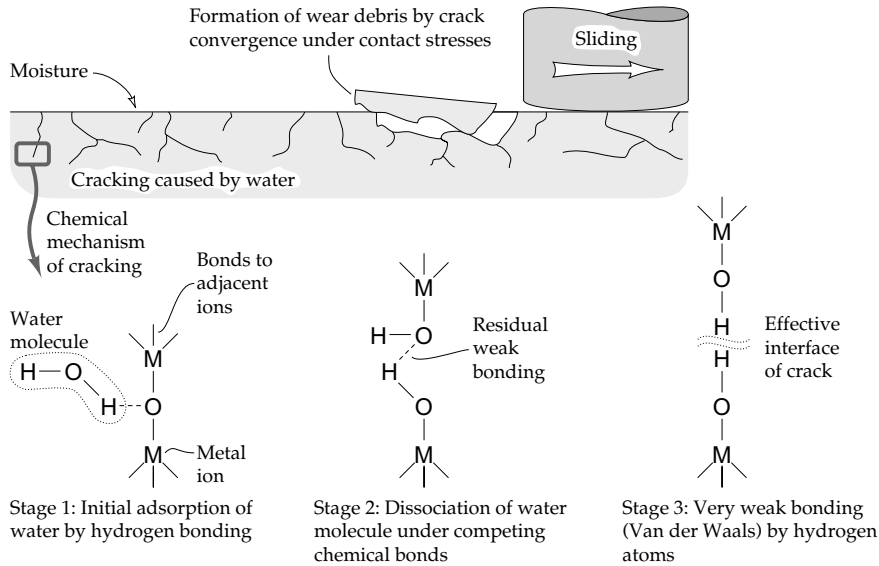 Formation of wear debris by crack
convergence under contact stresses
Sliding
Moisture
Cracking caused by water
Chemical
mechanism
of cracking
Bonds to
adjacent
ions
Water
molecule
H O
H
M
O
M
Metal
ion
Stage 1: Initial adsorption of
water by hydrogen bonding
M
H O
H
O
M
Residual
weak
bonding
Stage 2: Dissociation of water
molecule under competing
chemical bonds
M
O
H
H
O
M
Effective
interface
of crack
Stage 3: Very weak bonding
(Van der Waals) by hydrogen
atoms